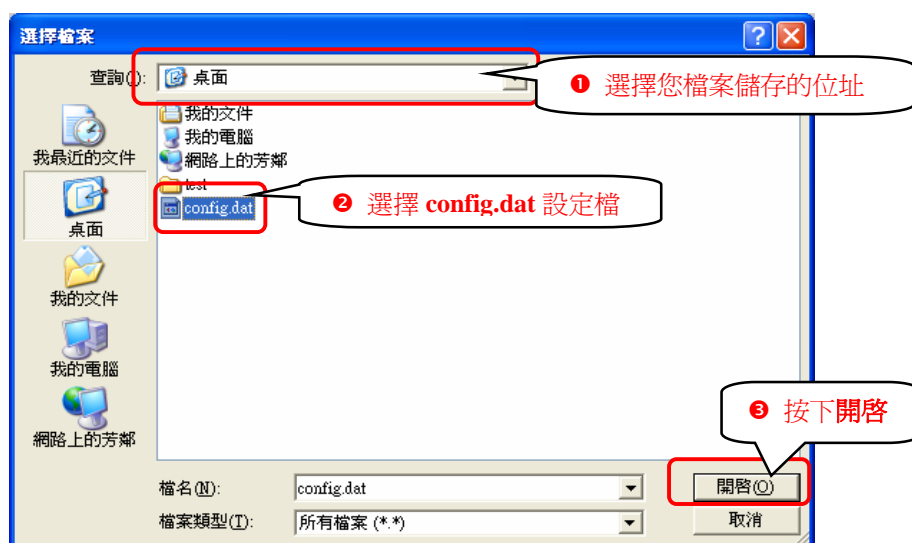 選擇檔案
查詢(I):
桌面
❶ 選擇您檔案儲存的位址
我最近的文件
桌面
我的文件
我的電腦
網路上的芳鄰
我的文件
我的電腦
網路上的芳鄰
test
config.dat
❷ 選擇 config.dat 設定檔
❸ 按下開啓
檔名(N):
config.dat
開啓(O)
檔案類型(T):
所有檔案 (*.*)
取消